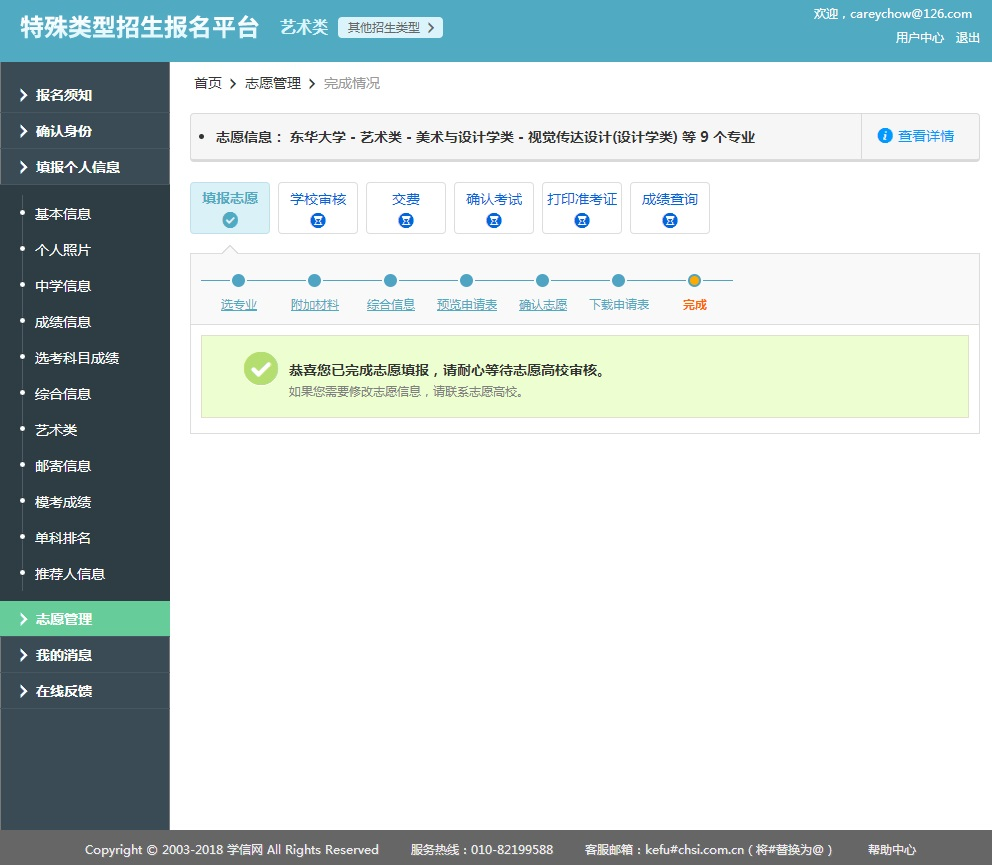 特殊类型招生报名平台 艺术类 其他招生类型
欢迎，careychow@126.com
用户中心 退出
首页 志愿管理 完成情况
志愿信息： 东华大学 - 艺术类 - 美术与设计学类 - 视觉传达设计(设计学类) 等 9 个专业
查看详情
填报志愿 学校审核 交费 确认考试 打印准考证 成绩查询
选专业 附加材料 综合信息 预览申请表 确认志愿 下载申请表 完成
恭喜您已完成志愿填报，请耐心等待志愿高校审核。
如果您需要修改志愿信息，请联系志愿高校。
报名须知
确认身份
填报个人信息
基本信息
个人照片
中学信息
成绩信息
选考科目成绩
综合信息
艺术类
邮寄信息
模考成绩
单科排名
推荐人信息
志愿管理
我的消息
在线反馈
Copyright © 2003-2018 学信网 All Rights Reserved 服务热线：010-82199588 客服邮箱：kefu#chsi.com.cn ( 将#替换为@ ) 帮助中心